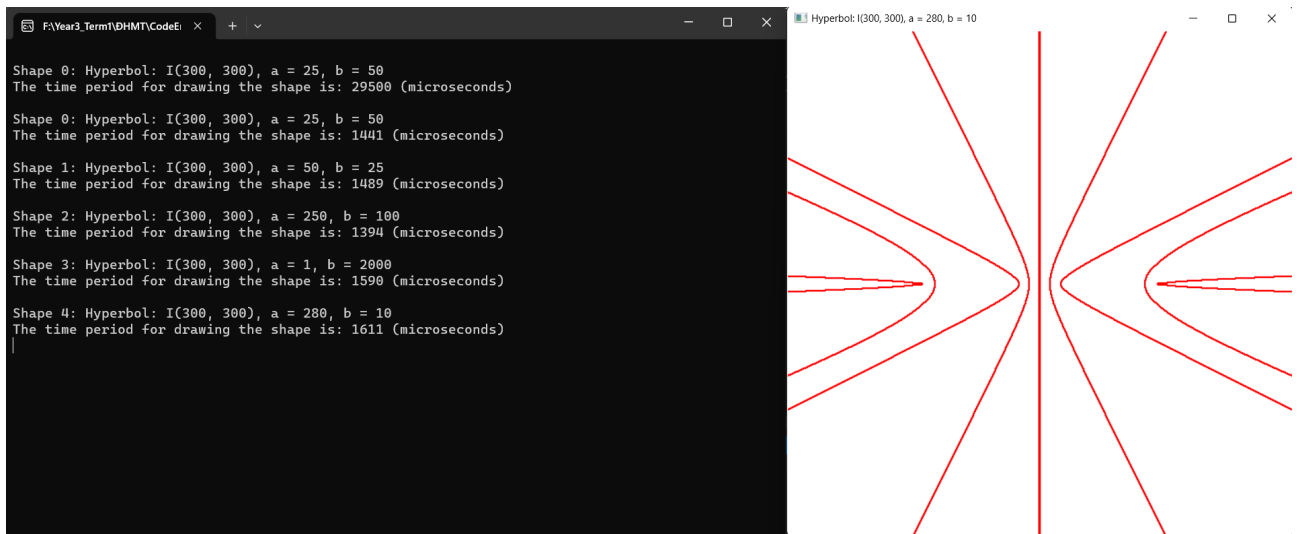 F:\Year3_Term1\ĐHMT\CodeE
Shape 0: Hyperbol: I(300, 300), a = 25, b = 50
The time period for drawing the shape is: 29500 (microseconds)
Shape 0: Hyperbol: I(300, 300), a = 25, b = 50
The time period for drawing the shape is: 1441 (microseconds)
Shape 1: Hyperbol: I(300, 300), a = 50, b = 25
The time period for drawing the shape is: 1489 (microseconds)
Shape 2: Hyperbol: I(300, 300), a = 250, b = 100
The time period for drawing the shape is: 1394 (microseconds)
Shape 3: Hyperbol: I(300, 300), a = 1, b = 2000
The time period for drawing the shape is: 1590 (microseconds)
Shape 4: Hyperbol: I(300, 300), a = 280, b = 10
The time period for drawing the shape is: 1611 (microseconds)
Hyperbol: I(300, 300), a = 280, b = 10